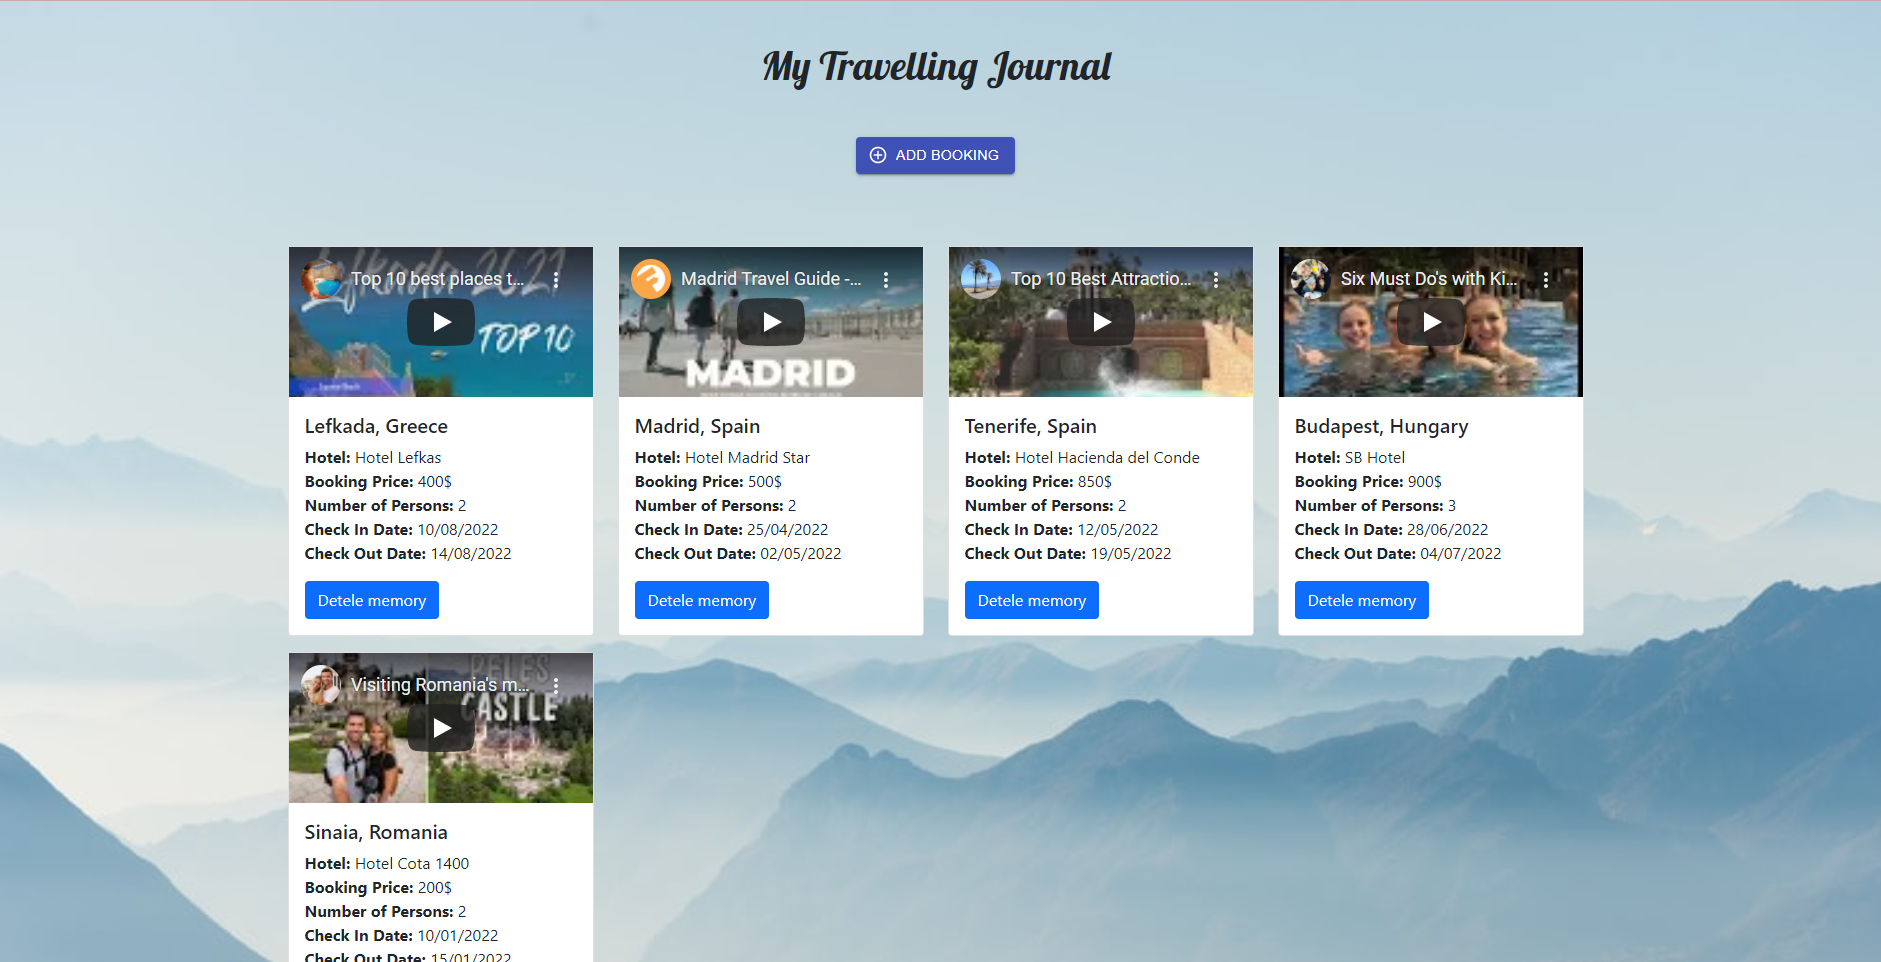 My Travelling Journal
ADD BOOKING
Top 10 best places t...
TOP 10
Lefkada, Greece
Hotel: Hotel Lefkas
Booking Price: 400$
Number of Persons: 2
Check In Date: 10/08/2022
Check Out Date: 14/08/2022
Detele memory
Madrid Travel Guide -...
MADRID
Madrid, Spain
Hotel: Hotel Madrid Star
Booking Price: 500$
Number of Persons: 2
Check In Date: 25/04/2022
Check Out Date: 02/05/2022
Detele memory
Top 10 Best Attractio...
Tenerife, Spain
Hotel: Hotel Hacienda del Conde
Booking Price: 850$
Number of Persons: 2
Check In Date: 12/05/2022
Check Out Date: 19/05/2022
Detele memory
Six Must Do's with Ki...
Budapest, Hungary
Hotel: SB Hotel
Booking Price: 900$
Number of Persons: 3
Check In Date: 28/06/2022
Check Out Date: 04/07/2022
Detele memory
Visiting Romania's m...
PELES
CASTLE
Sinaia, Romania
Hotel: Hotel Cota 1400
Booking Price: 200$
Number of Persons: 2
Check In Date: 10/01/2022
Check Out Date: 15/01/2022